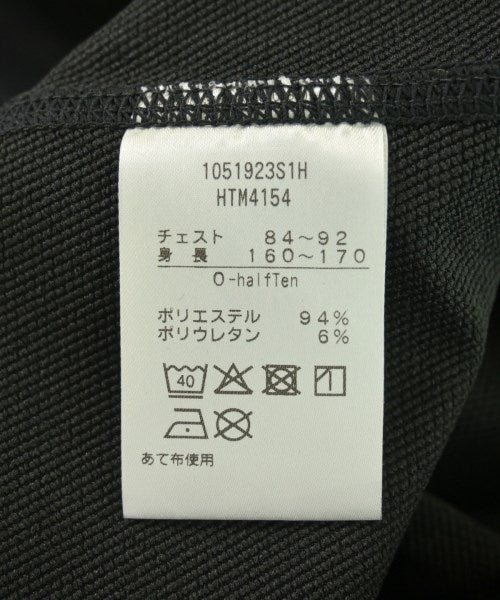 1051923S1H
HTM4154
チェスト 84〜92
身長 160〜170
O-halfTen
ポリエステル 94%
ポリウレタン 6%
40
あて布使用